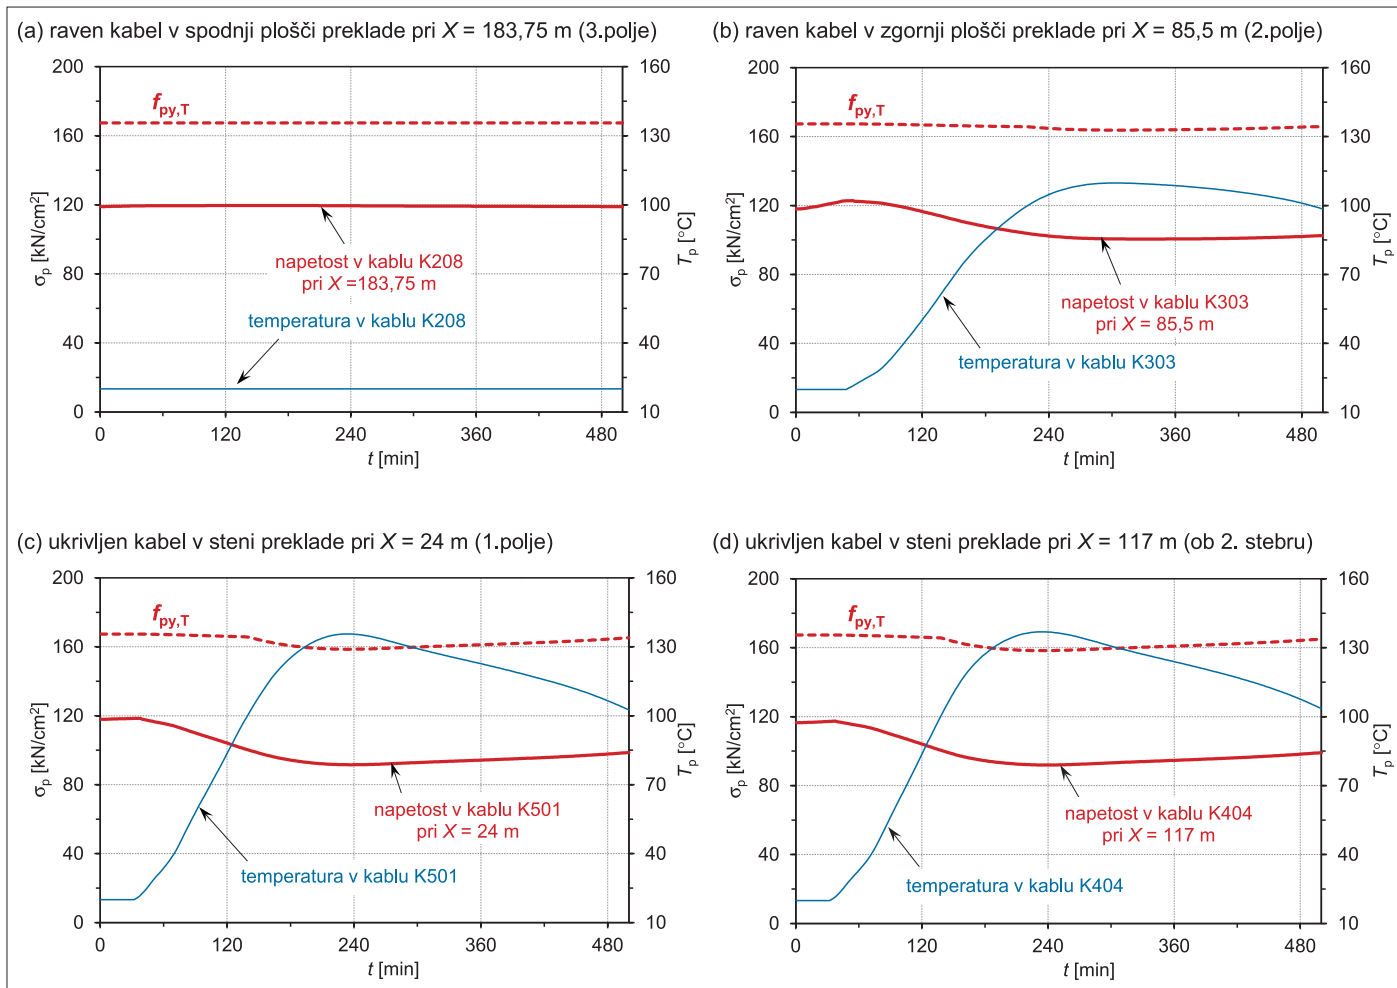 (a) raven kabel v spodnji plošči preklade pri X = 183,75 m (3.polje)
200
160
120
80
40
0
σp [kN/cm²]
160
130
100
70
40
10
Tp [°C]
fpy,T
napetost v kablu K208
pri X =183,75 m
temperatura v kablu K208
0
120
240
360
480
t [min]
(b) raven kabel v zgornji plošči preklade pri X = 85,5 m (2.polje)
200
160
120
80
40
0
σp [kN/cm²]
160
130
100
70
40
10
Tp [°C]
fpy,T
napetost v kablu K303
pri X = 85,5 m
temperatura v kablu K303
0
120
240
360
480
t [min]
(c) ukrivljen kabel v steni preklade pri X = 24 m (1.polje)
200
160
120
80
40
0
σp [kN/cm²]
160
130
100
70
40
10
Tp [°C]
fpy,T
napetost v kablu K501
pri X = 24 m
temperatura v kablu K501
0
120
240
360
480
t [min]
(d) ukrivljen kabel v steni preklade pri X = 117 m (ob 2. stebru)
200
160
120
80
40
0
σp [kN/cm²]
160
130
100
70
40
10
Tp [°C]
fpy,T
napetost v kablu K404
pri X = 117 m
temperatura v kablu K404
0
120
240
360
480
t [min]